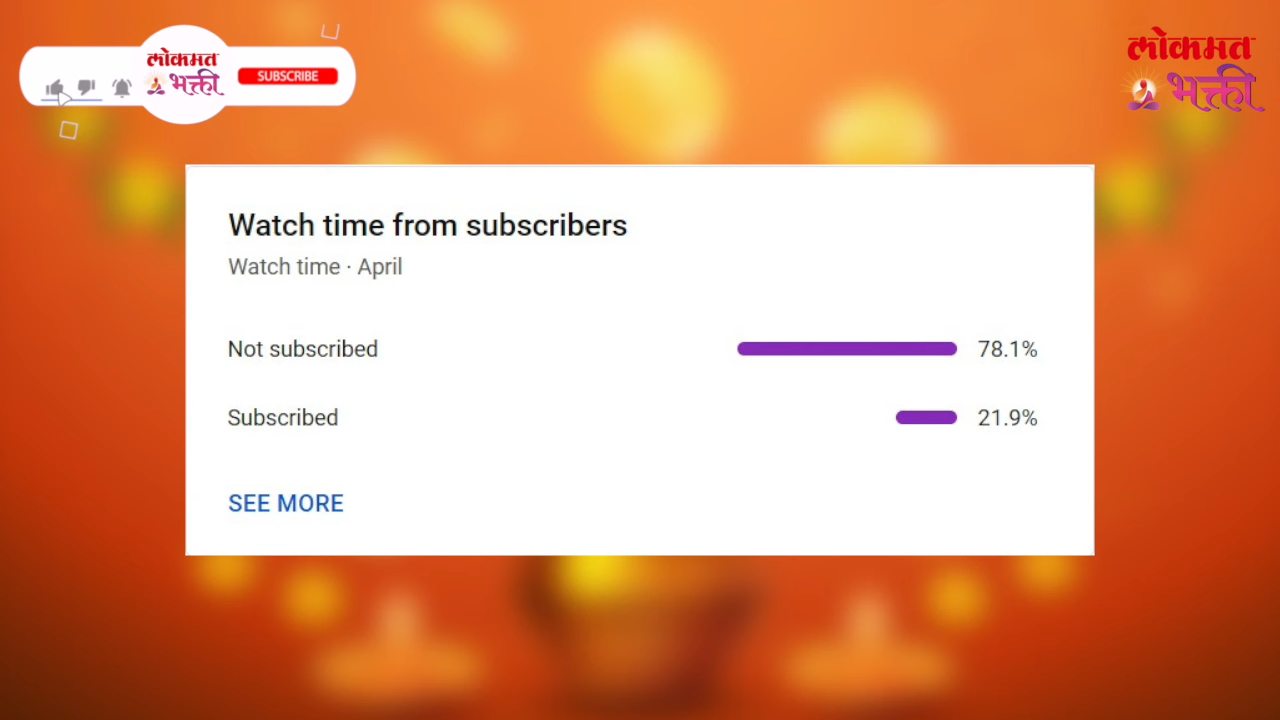 लोकमत
भक्ती
SUBSCRIBE
लोकमत
भक्ती
Watch time from subscribers
Watch time · April
Not subscribed 78.1%
Subscribed 21.9%
SEE MORE